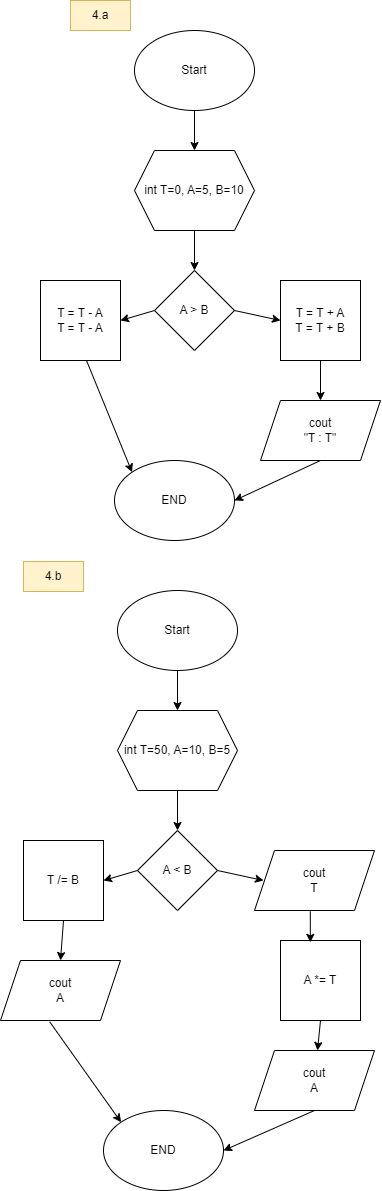 4.a
Start
int T=0, A=5, B=10
A > B
T = T - A
T = T - A
T = T + A
T = T + B
cout
"T : T"
END
4.b
Start
int T=50, A=10, B=5
A < B
T /= B
cout
T
cout
A
A *= T
cout
A
END